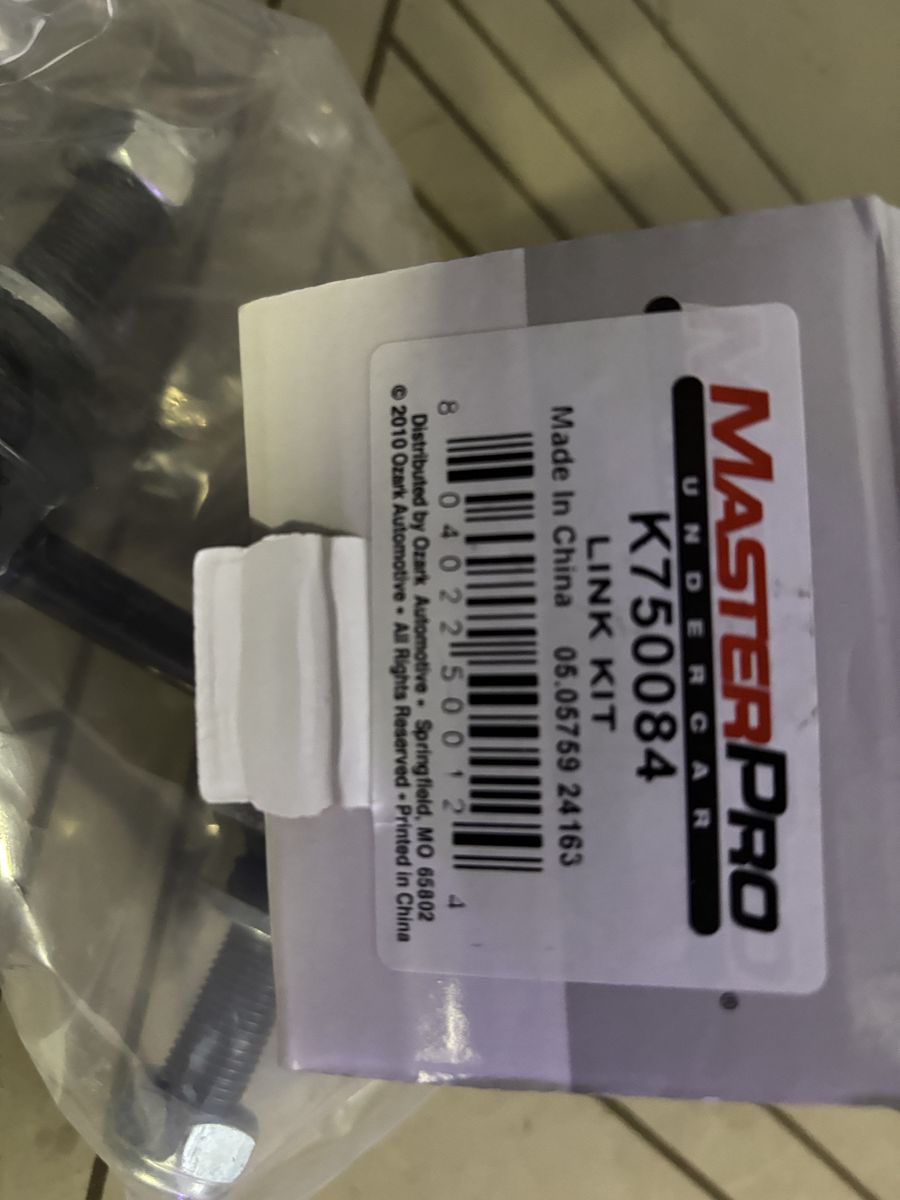 MASTERPRO
UNDERCAR
K750084
LINK KIT
Made In China 05.05759 24163
8 04022 50012 4
Distributed by Ozark Automotive • Springfield, MO 65802
© 2010 Ozark Automotive • All Rights Reserved • Printed in China
®